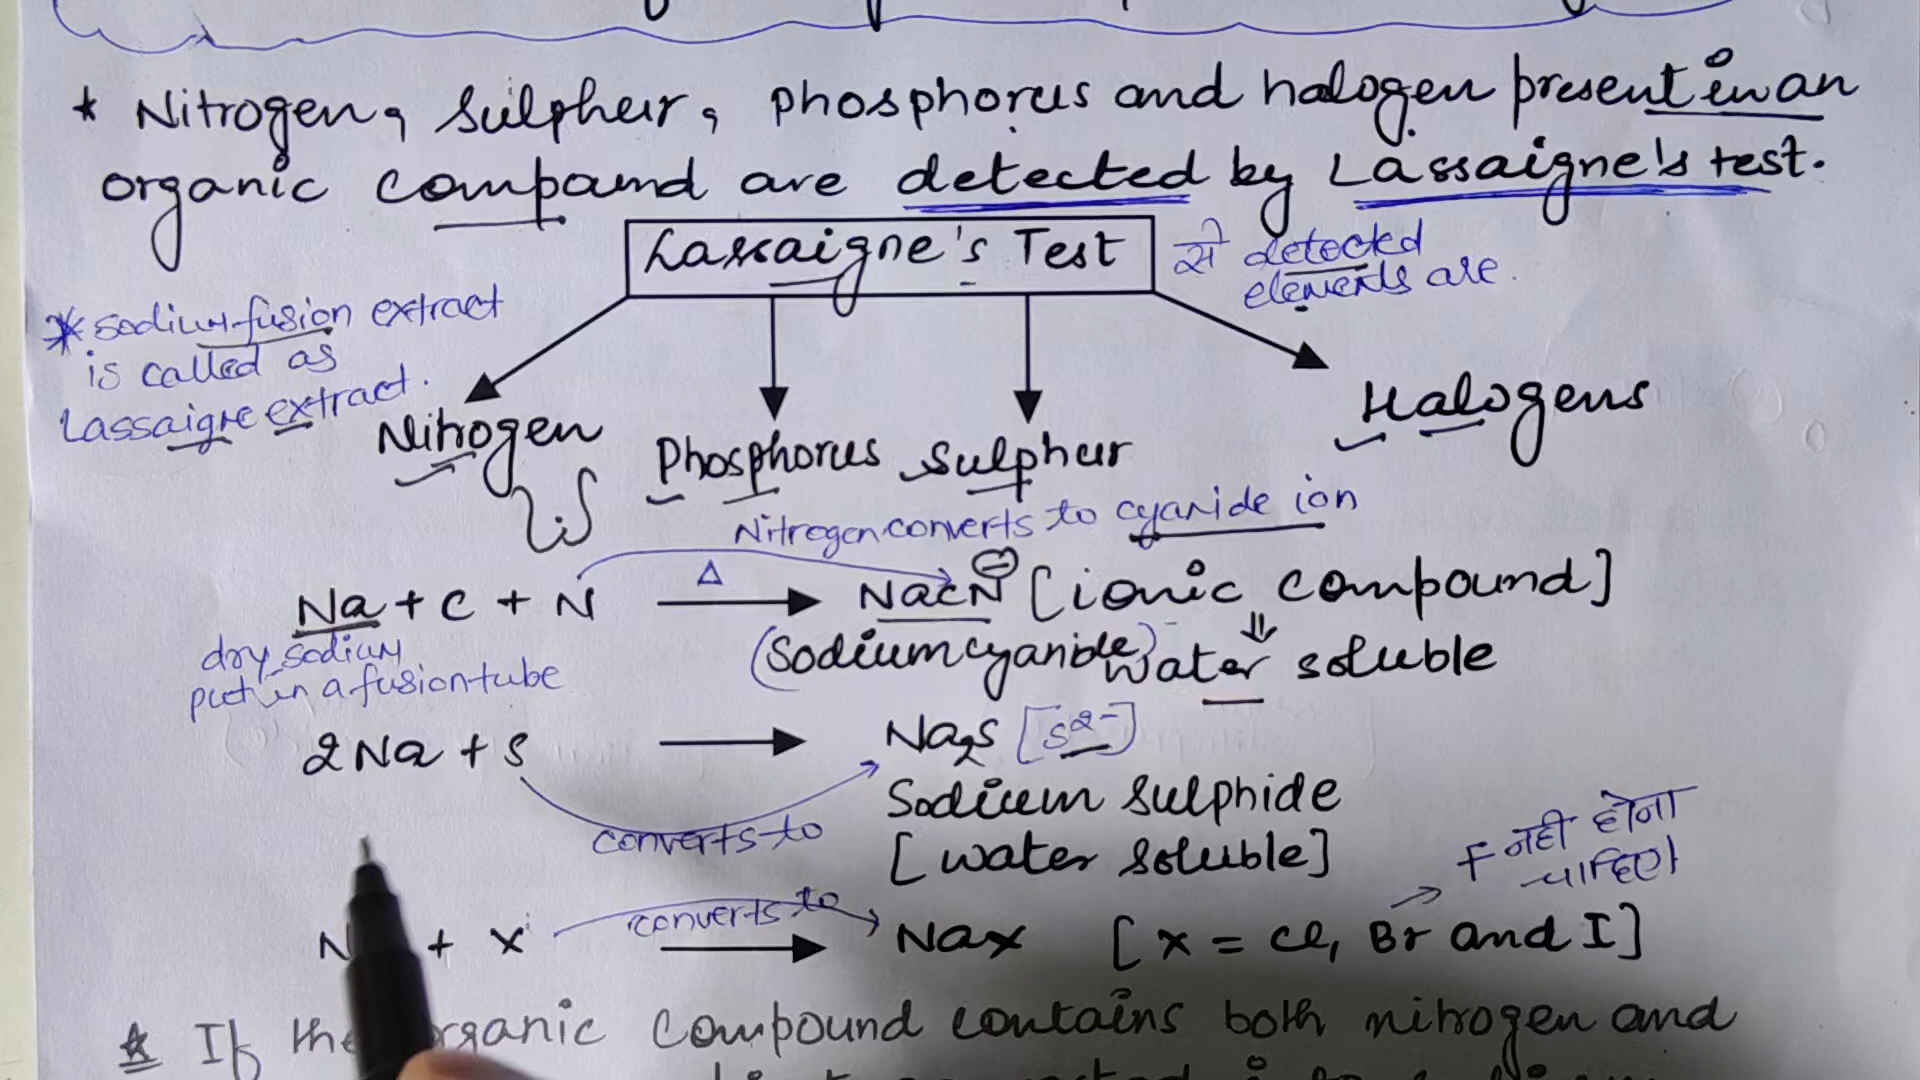 * Nitrogen, Sulphur, phosphorus and halogen present in an
organic compound are detected by Lassaigne's test.
Lassaigne's Test
से detected
elements are.
* sodium fusion extract
is called as
Lassaigne extract.
Nitrogen
Phosphorus
Sulphur
Halogens
Nitrogen converts to cyanide ion
Na + C + N
Δ
NaCN⊖ [ionic compound]
⇓
(Sodium cyanide)
water soluble
dry sodium
put in a fusion tube
2Na + S
Na2S [S2-]
converts to
Sodium Sulphide
[water soluble]
F नही होना
चाहिए
+ X
converts to
NaX [X = Cl, Br and I]
* If the organic compound contains both nitrogen and